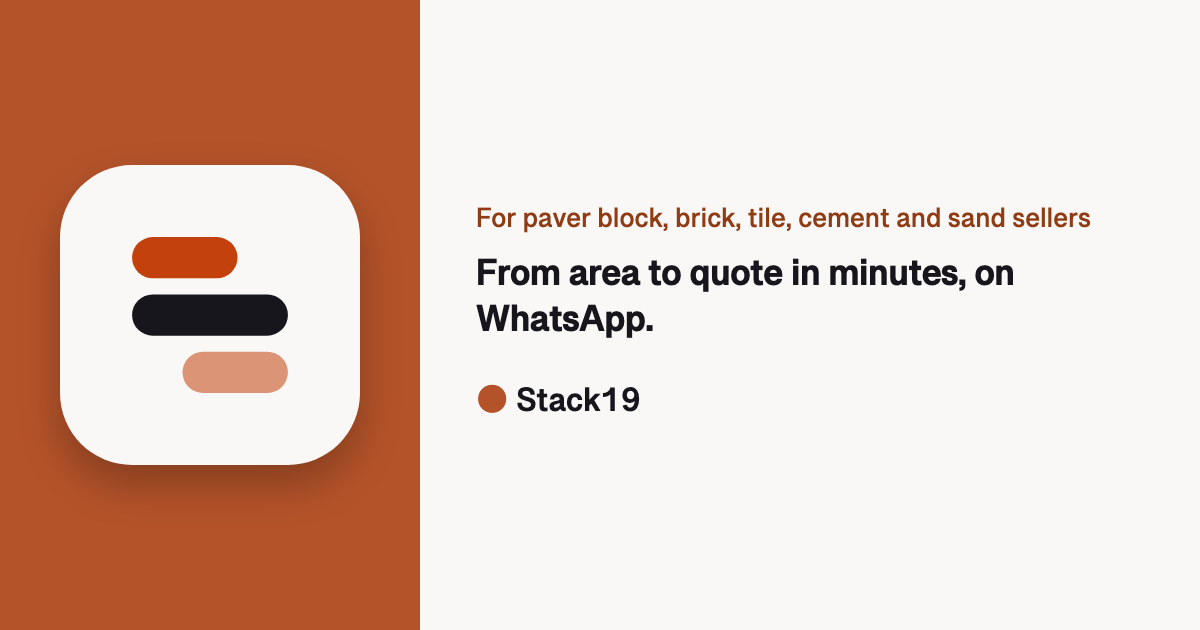 For paver block, brick, tile, cement and sand sellers
From area to quote in minutes, on
WhatsApp.
Stack19